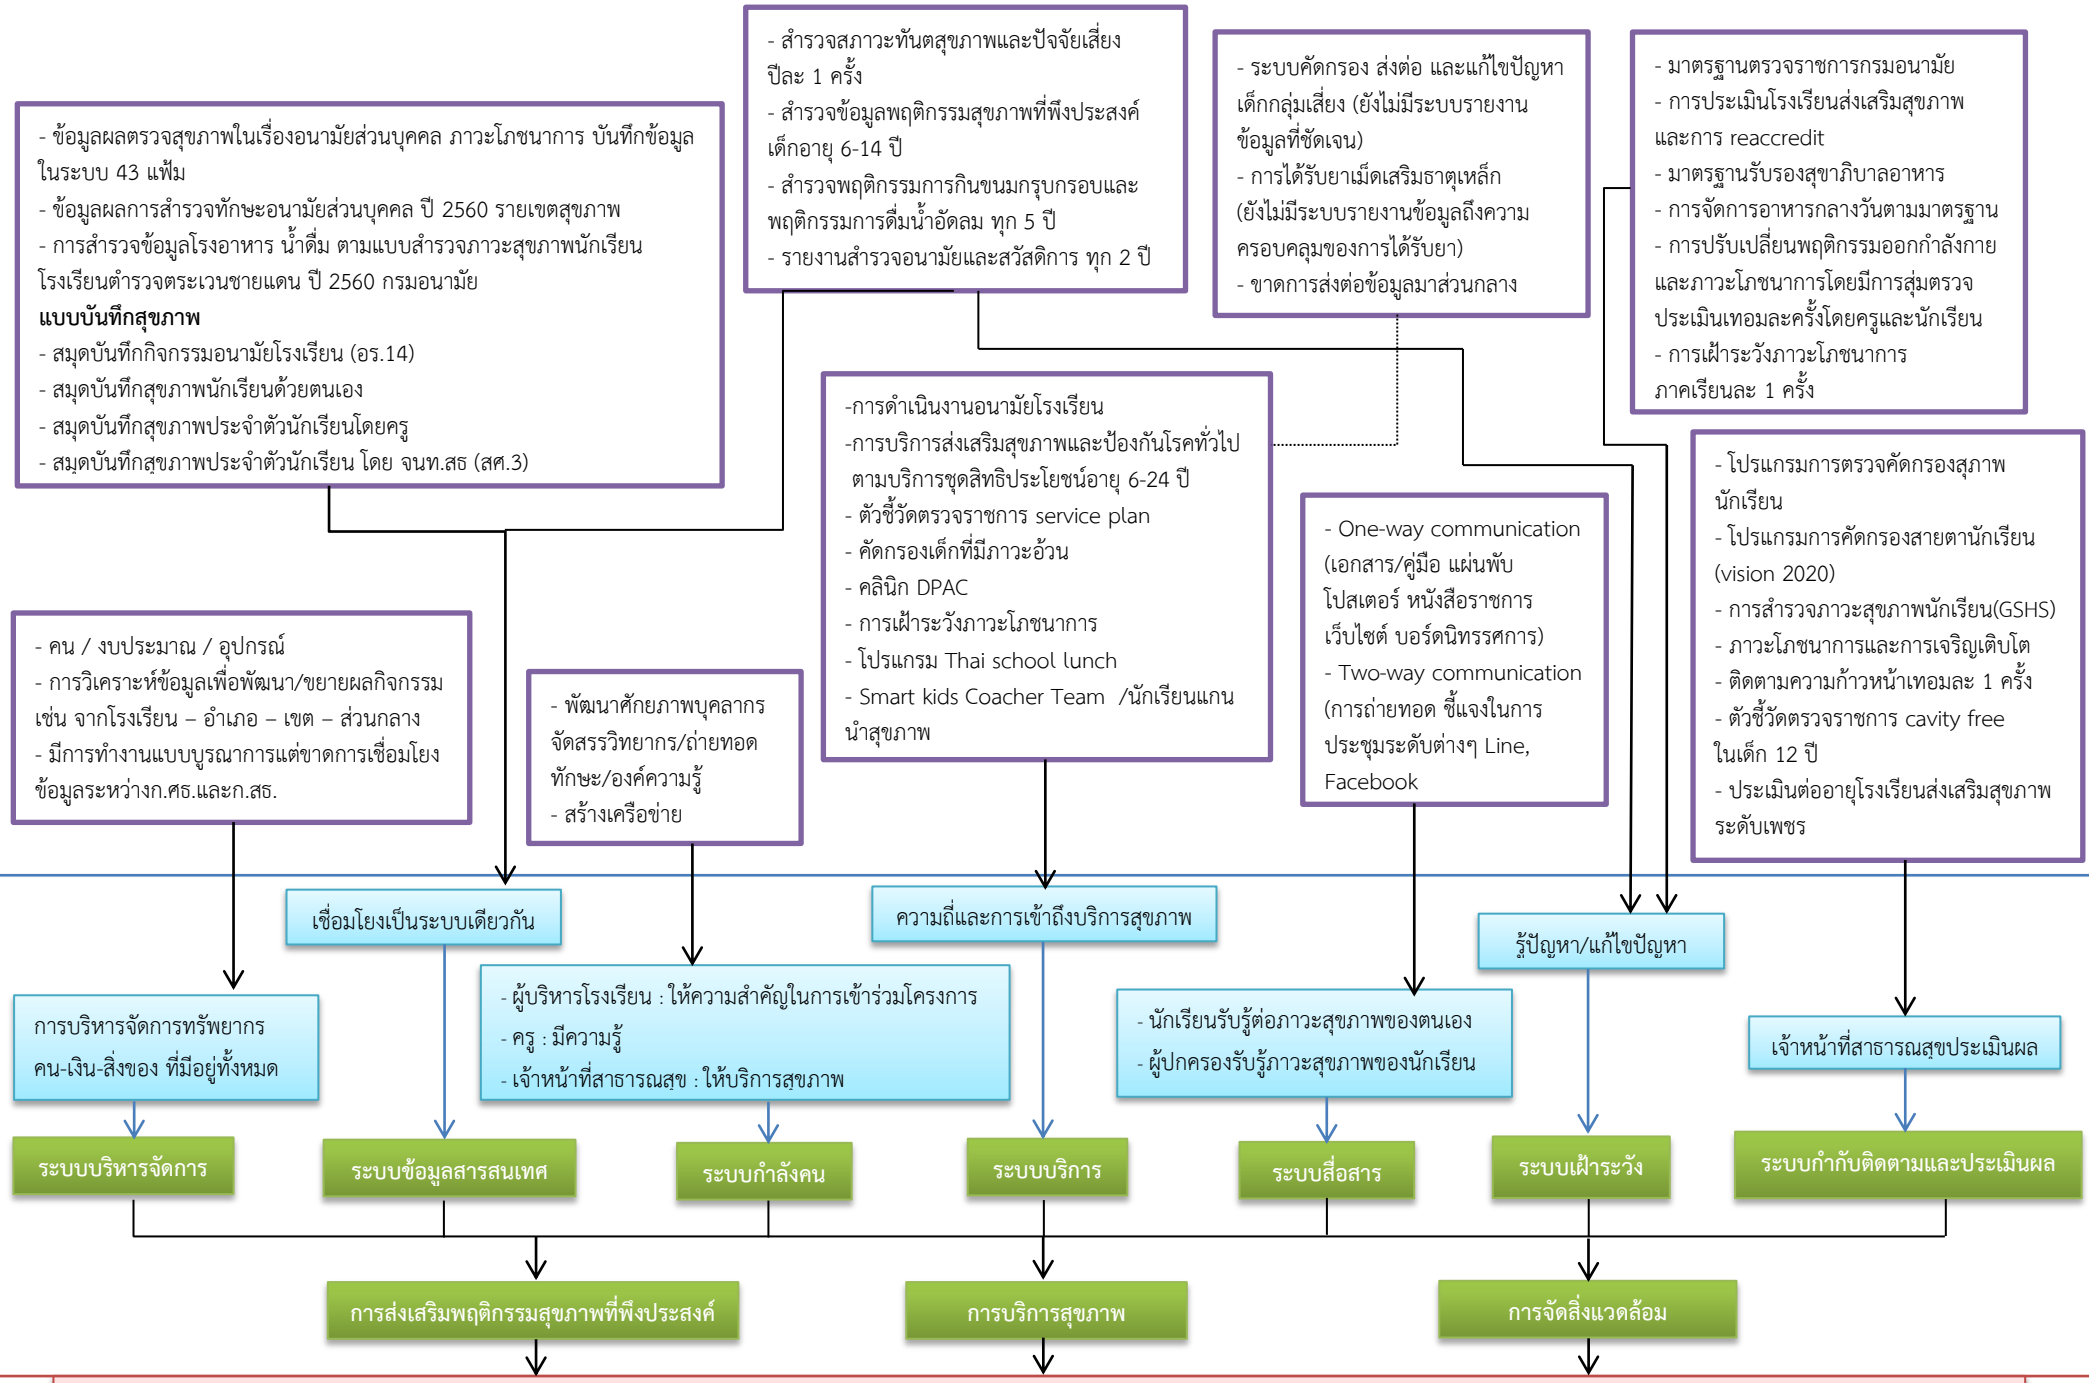 - สำรวจสภาวะทันตสุขภาพและปัจจัยเสี่ยง
ปีละ 1 ครั้ง
- สำรวจข้อมูลพฤติกรรมสุขภาพที่พึงประสงค์
เด็กอายุ 6-14 ปี
- สำรวจพฤติกรรมการกินขนมกรุบกรอบและ
พฤติกรรมการดื่มน้ำอัดลม ทุก 5 ปี
- รายงานสำรวจอนามัยและสวัสดิการ ทุก 2 ปี
- ระบบคัดกรอง ส่งต่อ และแก้ไขปัญหา
เด็กกลุ่มเสี่ยง (ยังไม่มีระบบรายงาน
ข้อมูลที่ชัดเจน)
- การได้รับยาเม็ดเสริมธาตุเหล็ก
(ยังไม่มีระบบรายงานข้อมูลถึงความ
ครอบคลุมของการได้รับยา)
- ขาดการส่งต่อข้อมูลมาส่วนกลาง
- มาตรฐานตรวจราชการกรมอนามัย
- การประเมินโรงเรียนส่งเสริมสุขภาพ
และการ reaccredit
- มาตรฐานรับรองสุขาภิบาลอาหาร
- การจัดการอาหารกลางวันตามมาตรฐาน
- การปรับเปลี่ยนพฤติกรรมออกกำลังกาย
และภาวะโภชนาการโดยมีการสุ่มตรวจ
ประเมินเทอมละครั้งโดยครูและนักเรียน
- การเฝ้าระวังภาวะโภชนาการ
ภาคเรียนละ 1 ครั้ง
- ข้อมูลผลตรวจสุขภาพในเรื่องอนามัยส่วนบุคคล ภาวะโภชนาการ บันทึกข้อมูล
ในระบบ 43 แฟ้ม
- ข้อมูลผลการสำรวจทักษะอนามัยส่วนบุคคล ปี 2560 รายเขตสุขภาพ
- การสำรวจข้อมูลโรงอาหาร น้ำดื่ม ตามแบบสำรวจภาวะสุขภาพนักเรียน
โรงเรียนตำรวจตระเวนชายแดน ปี 2560 กรมอนามัย
แบบบันทึกสุขภาพ
- สมุดบันทึกกิจกรรมอนามัยโรงเรียน (อร.14)
- สมุดบันทึกสุขภาพนักเรียนด้วยตนเอง
- สมุดบันทึกสุขภาพประจำตัวนักเรียนโดยครู
- สมุดบันทึกสุขภาพประจำตัวนักเรียน โดย จนท.สธ (สศ.3)
-การดำเนินงานอนามัยโรงเรียน
-การบริการส่งเสริมสุขภาพและป้องกันโรคทั่วไป
ตามบริการชุดสิทธิประโยชน์อายุ 6-24 ปี
- ตัวชี้วัดตรวจราชการ service plan
- คัดกรองเด็กที่มีภาวะอ้วน
- คลินิก DPAC
- การเฝ้าระวังภาวะโภชนาการ
- โปรแกรม Thai school lunch
- Smart kids Coacher Team /นักเรียนแกน
นำสุขภาพ
- โปรแกรมการตรวจคัดกรองสุภาพ
นักเรียน
- โปรแกรมการคัดกรองสายตานักเรียน
(vision 2020)
- การสำรวจภาวะสุขภาพนักเรียน(GSHS)
- ภาวะโภชนาการและการเจริญเติบโต
- ติดตามความก้าวหน้าเทอมละ 1 ครั้ง
- ตัวชี้วัดตรวจราชการ cavity free
ในเด็ก 12 ปี
- ประเมินต่ออายุโรงเรียนส่งเสริมสุขภาพ
ระดับเพชร
- One-way communication
(เอกสาร/คู่มือ แผ่นพับ
โปสเตอร์ หนังสือราชการ
เว็บไซต์ บอร์ดนิทรรศการ)
- Two-way communication
(การถ่ายทอด ชี้แจงในการ
ประชุมระดับต่างๆ Line,
Facebook
- คน / งบประมาณ / อุปกรณ์
- การวิเคราะห์ข้อมูลเพื่อพัฒนา/ขยายผลกิจกรรม
เช่น จากโรงเรียน – อำเภอ – เขต – ส่วนกลาง
- มีการทำงานแบบบูรณาการแต่ขาดการเชื่อมโยง
ข้อมูลระหว่างก.ศธ.และก.สธ.
- พัฒนาศักยภาพบุคลากร
จัดสรรวิทยากร/ถ่ายทอด
ทักษะ/องค์ความรู้
- สร้างเครือข่าย
เชื่อมโยงเป็นระบบเดียวกัน
ความถี่และการเข้าถึงบริการสุขภาพ
รู้ปัญหา/แก้ไขปัญหา
การบริหารจัดการทรัพยากร
คน-เงิน-สิ่งของ ที่มีอยู่ทั้งหมด
- ผู้บริหารโรงเรียน : ให้ความสำคัญในการเข้าร่วมโครงการ
- ครู : มีความรู้
- เจ้าหน้าที่สาธารณสุข : ให้บริการสุขภาพ
- นักเรียนรับรู้ต่อภาวะสุขภาพของตนเอง
- ผู้ปกครองรับรู้ภาวะสุขภาพของนักเรียน
เจ้าหน้าที่สาธารณสุขประเมินผล
ระบบบริหารจัดการ
ระบบข้อมูลสารสนเทศ
ระบบกำลังคน
ระบบบริการ
ระบบสื่อสาร
ระบบเฝ้าระวัง
ระบบกำกับติดตามและประเมินผล
การส่งเสริมพฤติกรรมสุขภาพที่พึงประสงค์
การบริการสุขภาพ
การจัดสิ่งแวดล้อม